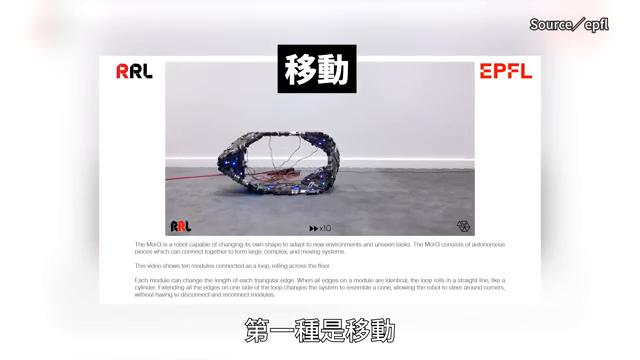 Source／epfl
移動
RRL
EPFL
RRL
x10
The Mori3 is a robot capable of changing its own shape to adapt to new environments and unseen tasks. The Mori3 consists of autonomous
pieces which can connect together to form large, complex, and moving systems.
This video shows ten modules connected as a loop, rolling across the floor.
Each module can change the length of each triangular edge. When all edges on a module are identical, the loop rolls in a straight line, like a
cylinder. Extending all the edges on one side of the loop changes the system to resemble a cone, allowing the robot to steer around corners,
without having to disconnect and reconnect modules.
第一種是移動